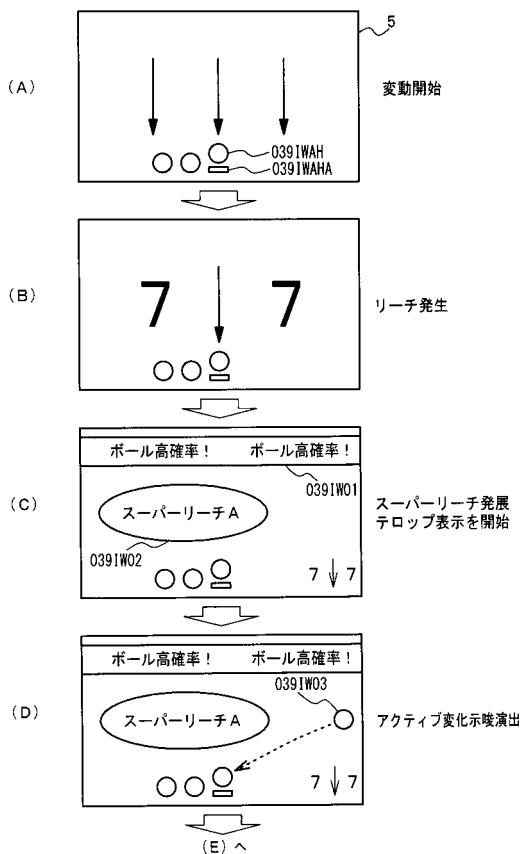 5
(A)
変動開始
039IWAH
039IWAHA
(B)
7 7
リーチ発生
ボール高確率! ボール高確率!
039IW01
(C)
スーパーリーチA
スーパーリーチ発展
テロップ表示を開始
039IW02
7 7
ボール高確率! ボール高確率!
039IW03
(D)
スーパーリーチA
アクティブ変化示唆演出
7 7
(E)へ